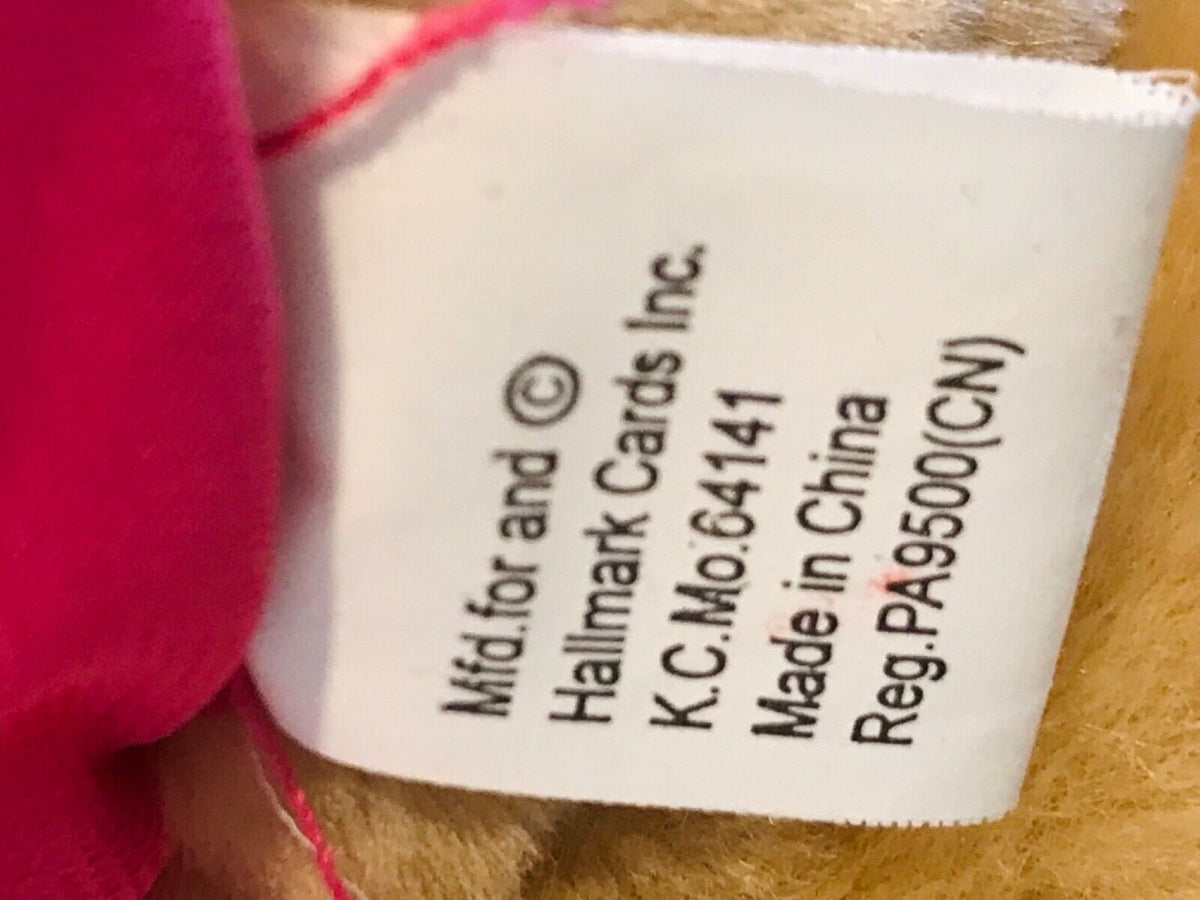 Mfd.for and ©
Hallmark Cards Inc.
K.C.Mo.64141
Made in China
Reg.PA9500(CN)